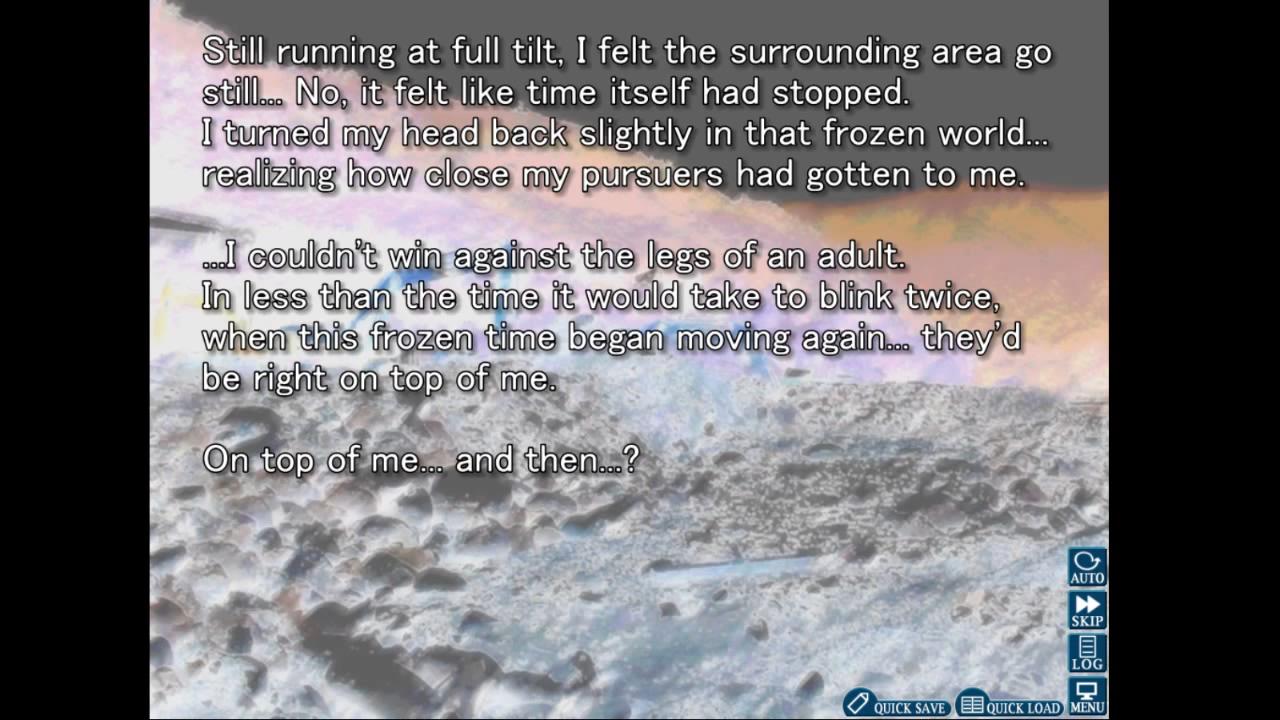 Still running at full tilt, I felt the surrounding area go
still... No, it felt like time itself had stopped.
I turned my head back slightly in that frozen world...
realizing how close my pursuers had gotten to me.
...I couldn't win against the legs of an adult.
In less than the time it would take to blink twice,
when this frozen time began moving again... they'd
be right on top of me.
On top of me... and then...?
AUTO
SKIP
LOG
MENU
QUICK SAVE
QUICK LOAD